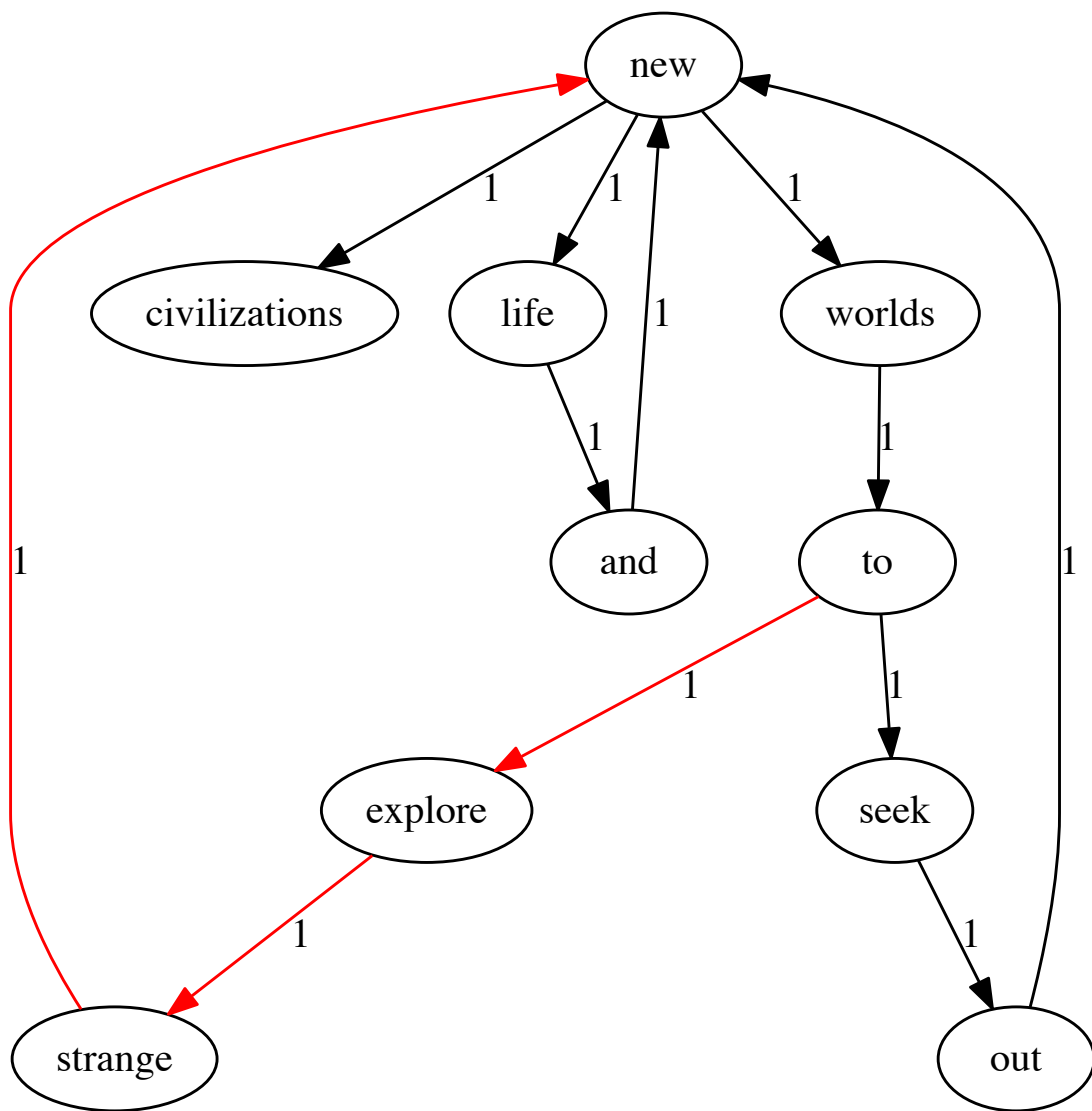 new
1 1 1
civilizations life worlds
1
1 1
and to
1 1
1 1
explore seek
1 1
strange out